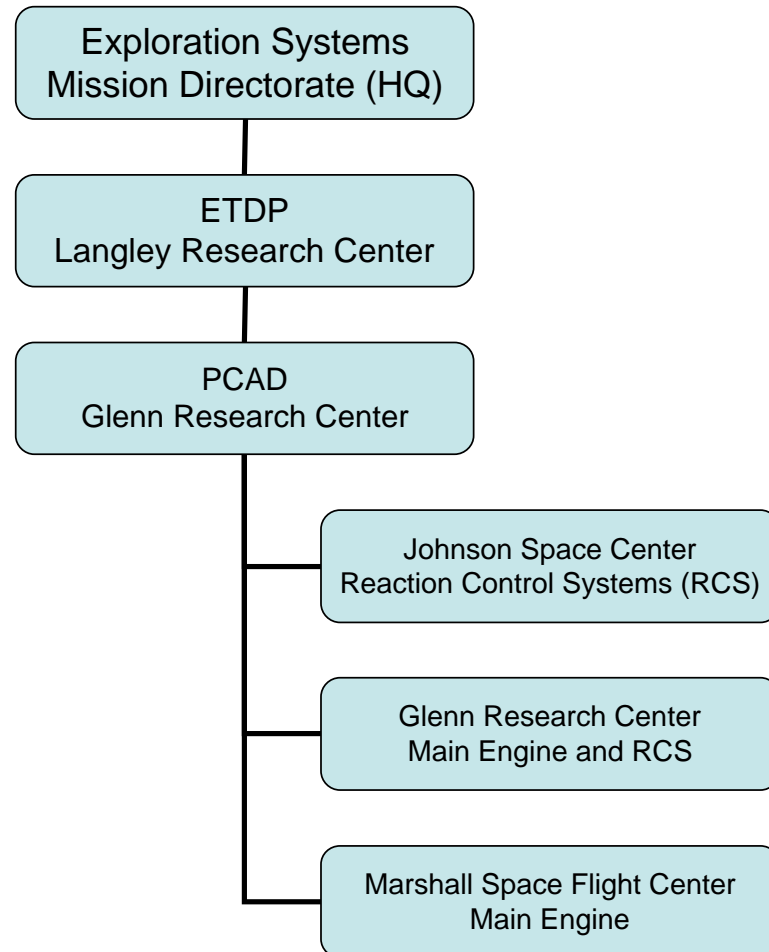 Exploration Systems
Mission Directorate (HQ)
ETDP
Langley Research Center
PCAD
Glenn Research Center
Johnson Space Center
Reaction Control Systems (RCS)
Glenn Research Center
Main Engine and RCS
Marshall Space Flight Center
Main Engine